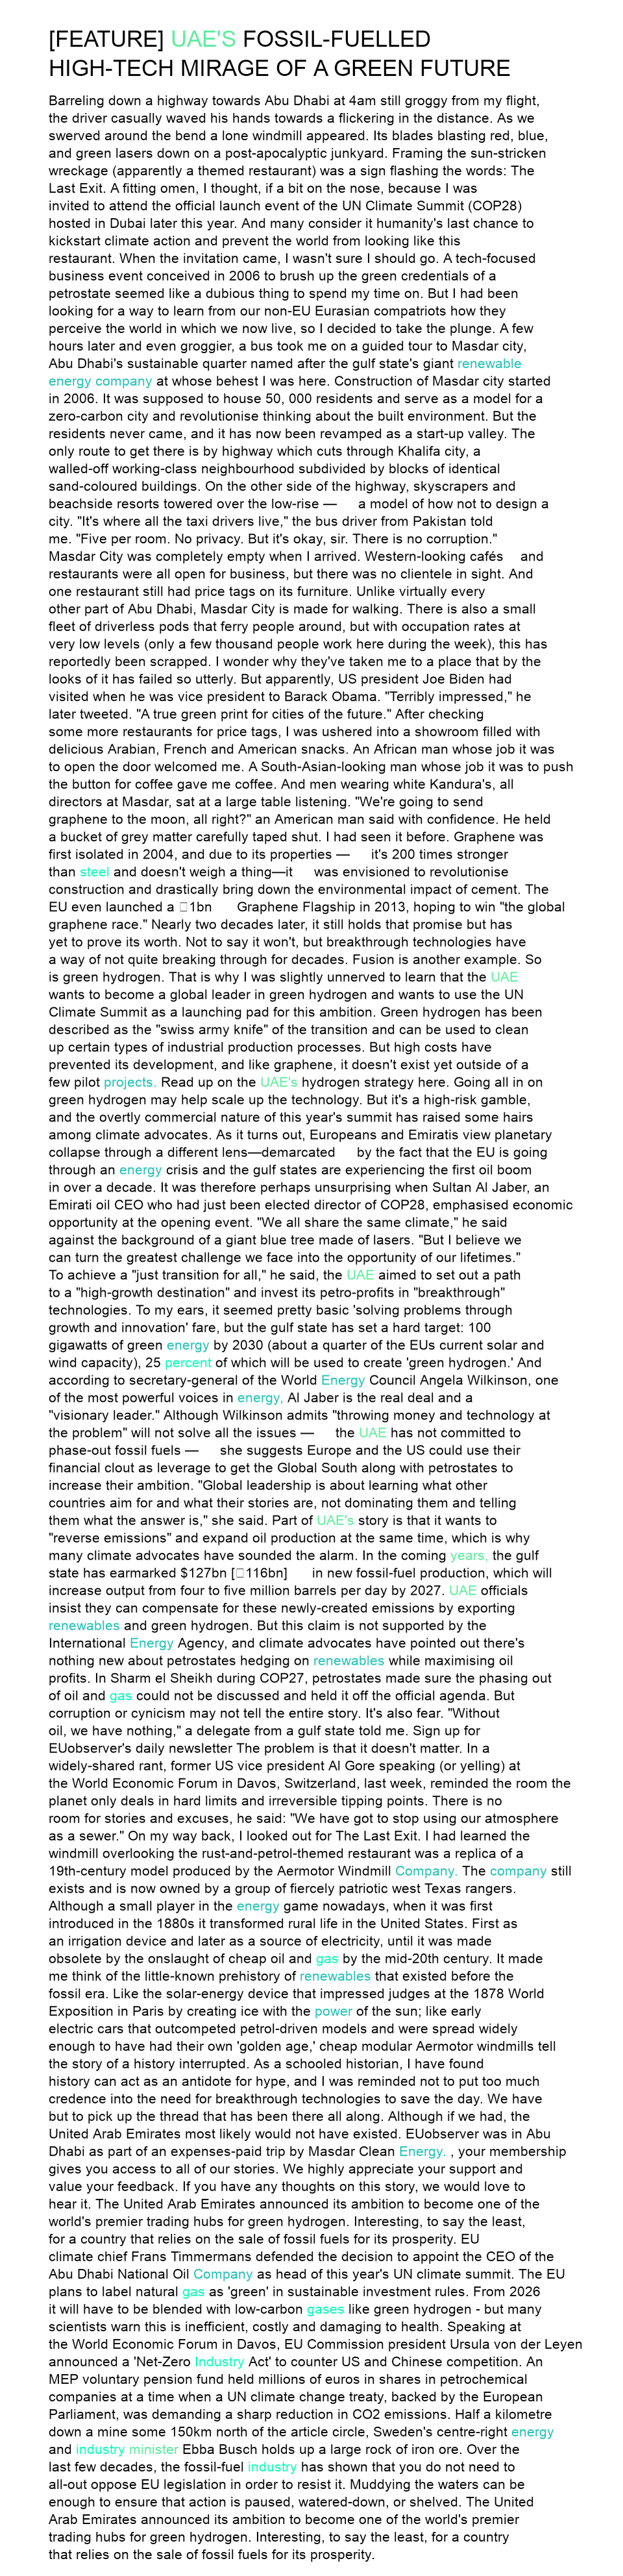 [FEATURE] UAE'S FOSSIL-FUELLED
HIGH-TECH MIRAGE OF A GREEN FUTURE
Barreling down a highway towards Abu Dhabi at 4am still groggy from my flight,
the driver casually waved his hands towards a flickering in the distance. As we
swerved around the bend a lone windmill appeared. Its blades blasting red, blue,
and green lasers down on a post-apocalyptic junkyard. Framing the sun-stricken
wreckage (apparently a themed restaurant) was a sign flashing the words: The
Last Exit. A fitting omen, I thought, if a bit on the nose, because I was
invited to attend the official launch event of the UN Climate Summit (COP28)
hosted in Dubai later this year. And many consider it humanity's last chance to
kickstart climate action and prevent the world from looking like this
restaurant. When the invitation came, I wasn't sure I should go. A tech-focused
business event conceived in 2006 to brush up the green credentials of a
petrostate seemed like a dubious thing to spend my time on. But I had been
looking for a way to learn from our non-EU Eurasian compatriots how they
perceive the world in which we now live, so I decided to take the plunge. A few
hours later and even groggier, a bus took me on a guided tour to Masdar city,
Abu Dhabi's sustainable quarter named after the gulf state's giant renewable
energy company at whose behest I was here. Construction of Masdar city started
in 2006. It was supposed to house 50, 000 residents and serve as a model for a
zero-carbon city and revolutionise thinking about the built environment. But the
residents never came, and it has now been revamped as a start-up valley. The
only route to get there is by highway which cuts through Khalifa city, a
walled-off working-class neighbourhood subdivided by blocks of identical
sand-coloured buildings. On the other side of the highway, skyscrapers and
beachside resorts towered over the low-rise — a model of how not to design a
city. "It's where all the taxi drivers live," the bus driver from Pakistan told
me. "Five per room. No privacy. But it's okay, sir. There is no corruption."
Masdar City was completely empty when I arrived. Western-looking cafés and
restaurants were all open for business, but there was no clientele in sight. And
one restaurant still had price tags on its furniture. Unlike virtually every
other part of Abu Dhabi, Masdar City is made for walking. There is also a small
fleet of driverless pods that ferry people around, but with occupation rates at
very low levels (only a few thousand people work here during the week), this has
reportedly been scrapped. I wonder why they've taken me to a place that by the
looks of it has failed so utterly. But apparently, US president Joe Biden had
visited when he was vice president to Barack Obama. "Terribly impressed," he
later tweeted. "A true green print for cities of the future." After checking
some more restaurants for price tags, I was ushered into a showroom filled with
delicious Arabian, French and American snacks. An African man whose job it was
to open the door welcomed me. A South-Asian-looking man whose job it was to push
the button for coffee gave me coffee. And men wearing white Kandura's, all
directors at Masdar, sat at a large table listening. "We're going to send
graphene to the moon, all right?" an American man said with confidence. He held
a bucket of grey matter carefully taped shut. I had seen it before. Graphene was
first isolated in 2004, and due to its properties — it's 200 times stronger
than steel and doesn't weigh a thing—it was envisioned to revolutionise
construction and drastically bring down the environmental impact of cement. The
EU even launched a □1bn Graphene Flagship in 2013, hoping to win "the global
graphene race." Nearly two decades later, it still holds that promise but has
yet to prove its worth. Not to say it won't, but breakthrough technologies have
a way of not quite breaking through for decades. Fusion is another example. So
is green hydrogen. That is why I was slightly unnerved to learn that the UAE
wants to become a global leader in green hydrogen and wants to use the UN
Climate Summit as a launching pad for this ambition. Green hydrogen has been
described as the "swiss army knife" of the transition and can be used to clean
up certain types of industrial production processes. But high costs have
prevented its development, and like graphene, it doesn't exist yet outside of a
few pilot projects. Read up on the UAE's hydrogen strategy here. Going all in on
green hydrogen may help scale up the technology. But it's a high-risk gamble,
and the overtly commercial nature of this year's summit has raised some hairs
among climate advocates. As it turns out, Europeans and Emiratis view planetary
collapse through a different lens—demarcated by the fact that the EU is going
through an energy crisis and the gulf states are experiencing the first oil boom
in over a decade. It was therefore perhaps unsurprising when Sultan Al Jaber, an
Emirati oil CEO who had just been elected director of COP28, emphasised economic
opportunity at the opening event. "We all share the same climate," he said
against the background of a giant blue tree made of lasers. "But I believe we
can turn the greatest challenge we face into the opportunity of our lifetimes."
To achieve a "just transition for all," he said, the UAE aimed to set out a path
to a "high-growth destination" and invest its petro-profits in "breakthrough"
technologies. To my ears, it seemed pretty basic 'solving problems through
growth and innovation' fare, but the gulf state has set a hard target: 100
gigawatts of green energy by 2030 (about a quarter of the EUs current solar and
wind capacity), 25 percent of which will be used to create 'green hydrogen.' And
according to secretary-general of the World Energy Council Angela Wilkinson, one
of the most powerful voices in energy, Al Jaber is the real deal and a
"visionary leader." Although Wilkinson admits "throwing money and technology at
the problem" will not solve all the issues — the UAE has not committed to
phase-out fossil fuels — she suggests Europe and the US could use their
financial clout as leverage to get the Global South along with petrostates to
increase their ambition. "Global leadership is about learning what other
countries aim for and what their stories are, not dominating them and telling
them what the answer is," she said. Part of UAE's story is that it wants to
"reverse emissions" and expand oil production at the same time, which is why
many climate advocates have sounded the alarm. In the coming years, the gulf
state has earmarked $127bn [□116bn] in new fossil-fuel production, which will
increase output from four to five million barrels per day by 2027. UAE officials
insist they can compensate for these newly-created emissions by exporting
renewables and green hydrogen. But this claim is not supported by the
International Energy Agency, and climate advocates have pointed out there's
nothing new about petrostates hedging on renewables while maximising oil
profits. In Sharm el Sheikh during COP27, petrostates made sure the phasing out
of oil and gas could not be discussed and held it off the official agenda. But
corruption or cynicism may not tell the entire story. It's also fear. "Without
oil, we have nothing," a delegate from a gulf state told me. Sign up for
EUobserver's daily newsletter The problem is that it doesn't matter. In a
widely-shared rant, former US vice president Al Gore speaking (or yelling) at
the World Economic Forum in Davos, Switzerland, last week, reminded the room the
planet only deals in hard limits and irreversible tipping points. There is no
room for stories and excuses, he said: "We have got to stop using our atmosphere
as a sewer." On my way back, I looked out for The Last Exit. I had learned the
windmill overlooking the rust-and-petrol-themed restaurant was a replica of a
19th-century model produced by the Aermotor Windmill Company. The company still
exists and is now owned by a group of fiercely patriotic west Texas rangers.
Although a small player in the energy game nowadays, when it was first
introduced in the 1880s it transformed rural life in the United States. First as
an irrigation device and later as a source of electricity, until it was made
obsolete by the onslaught of cheap oil and gas by the mid-20th century. It made
me think of the little-known prehistory of renewables that existed before the
fossil era. Like the solar-energy device that impressed judges at the 1878 World
Exposition in Paris by creating ice with the power of the sun; like early
electric cars that outcompeted petrol-driven models and were spread widely
enough to have had their own 'golden age,' cheap modular Aermotor windmills tell
the story of a history interrupted. As a schooled historian, I have found
history can act as an antidote for hype, and I was reminded not to put too much
credence into the need for breakthrough technologies to save the day. We have
but to pick up the thread that has been there all along. Although if we had, the
United Arab Emirates most likely would not have existed. EUobserver was in Abu
Dhabi as part of an expenses-paid trip by Masdar Clean Energy. , your membership
gives you access to all of our stories. We highly appreciate your support and
value your feedback. If you have any thoughts on this story, we would love to
hear it. The United Arab Emirates announced its ambition to become one of the
world's premier trading hubs for green hydrogen. Interesting, to say the least,
for a country that relies on the sale of fossil fuels for its prosperity. EU
climate chief Frans Timmermans defended the decision to appoint the CEO of the
Abu Dhabi National Oil Company as head of this year's UN climate summit. The EU
plans to label natural gas as 'green' in sustainable investment rules. From 2026
it will have to be blended with low-carbon gases like green hydrogen - but many
scientists warn this is inefficient, costly and damaging to health. Speaking at
the World Economic Forum in Davos, EU Commission president Ursula von der Leyen
announced a 'Net-Zero Industry Act' to counter US and Chinese competition. An
MEP voluntary pension fund held millions of euros in shares in petrochemical
companies at a time when a UN climate change treaty, backed by the European
Parliament, was demanding a sharp reduction in CO2 emissions. Half a kilometre
down a mine some 150km north of the article circle, Sweden's centre-right energy
and industry minister Ebba Busch holds up a large rock of iron ore. Over the
last few decades, the fossil-fuel industry has shown that you do not need to
all-out oppose EU legislation in order to resist it. Muddying the waters can be
enough to ensure that action is paused, watered-down, or shelved. The United
Arab Emirates announced its ambition to become one of the world's premier
trading hubs for green hydrogen. Interesting, to say the least, for a country
that relies on the sale of fossil fuels for its prosperity.